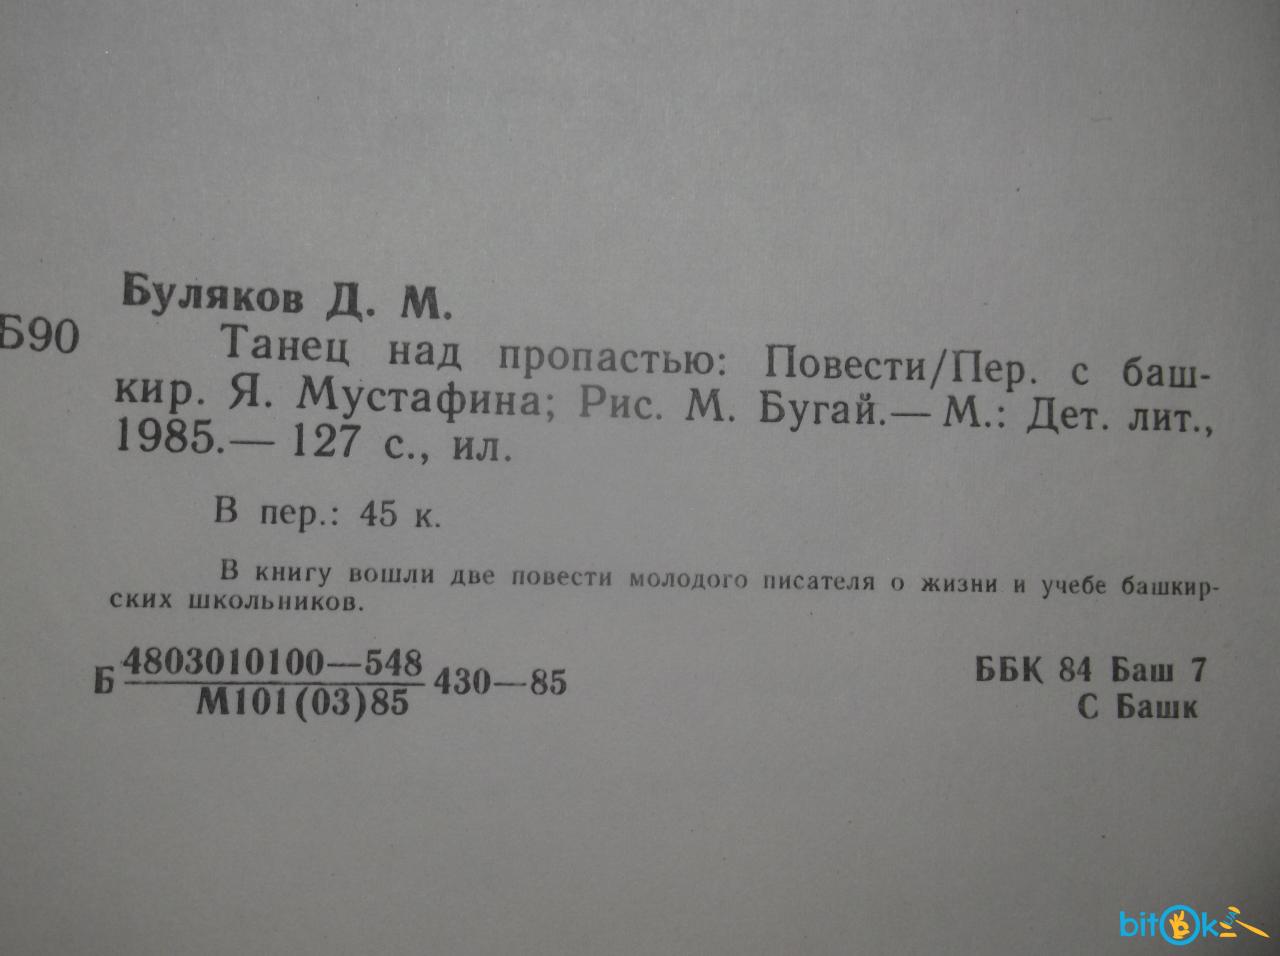 Буляков Д. М.
Б90
Танец над пропастью: Повести/Пер. с баш-
кир. Я. Мустафина; Рис. М. Бугай.— М.: Дет. лит.,
1985.— 127 с., ил.
В пер.: 45 к.
В книгу вошли две повести молодого писателя о жизни и учебе башкир-
ских школьников.
Б 4803010100—548 430—85
М101(03)85
ББК 84 Баш 7
С Башк
bitOk